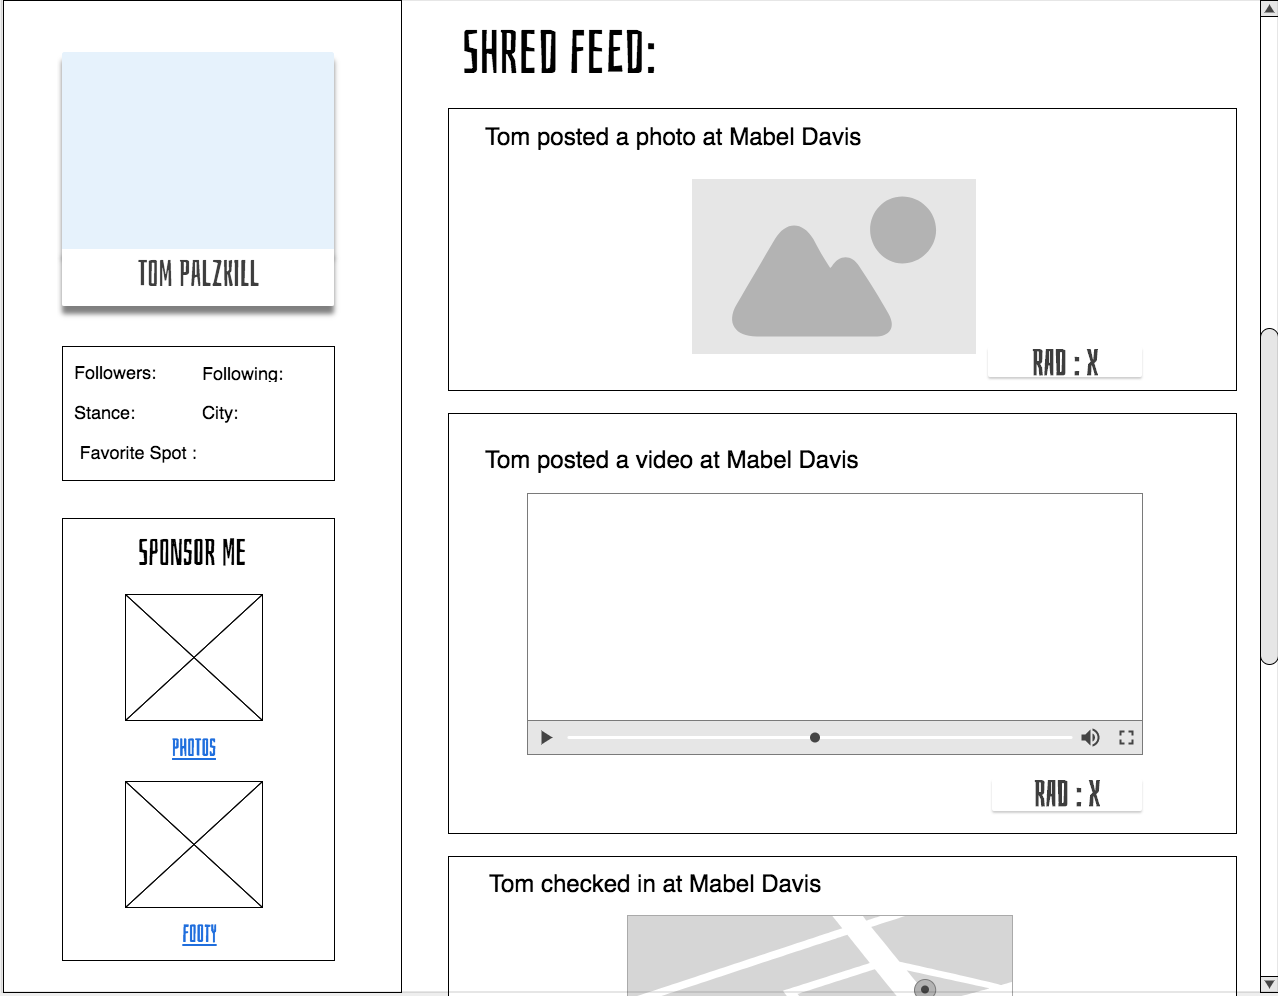 TOM PALZKILL
Followers: Following:
Stance: City:
Favorite Spot :
SPONSOR ME
PHOTOS
FOOTY
SHRED FEED:
Tom posted a photo at Mabel Davis
RAD : X
Tom posted a video at Mabel Davis
RAD : X
Tom checked in at Mabel Davis